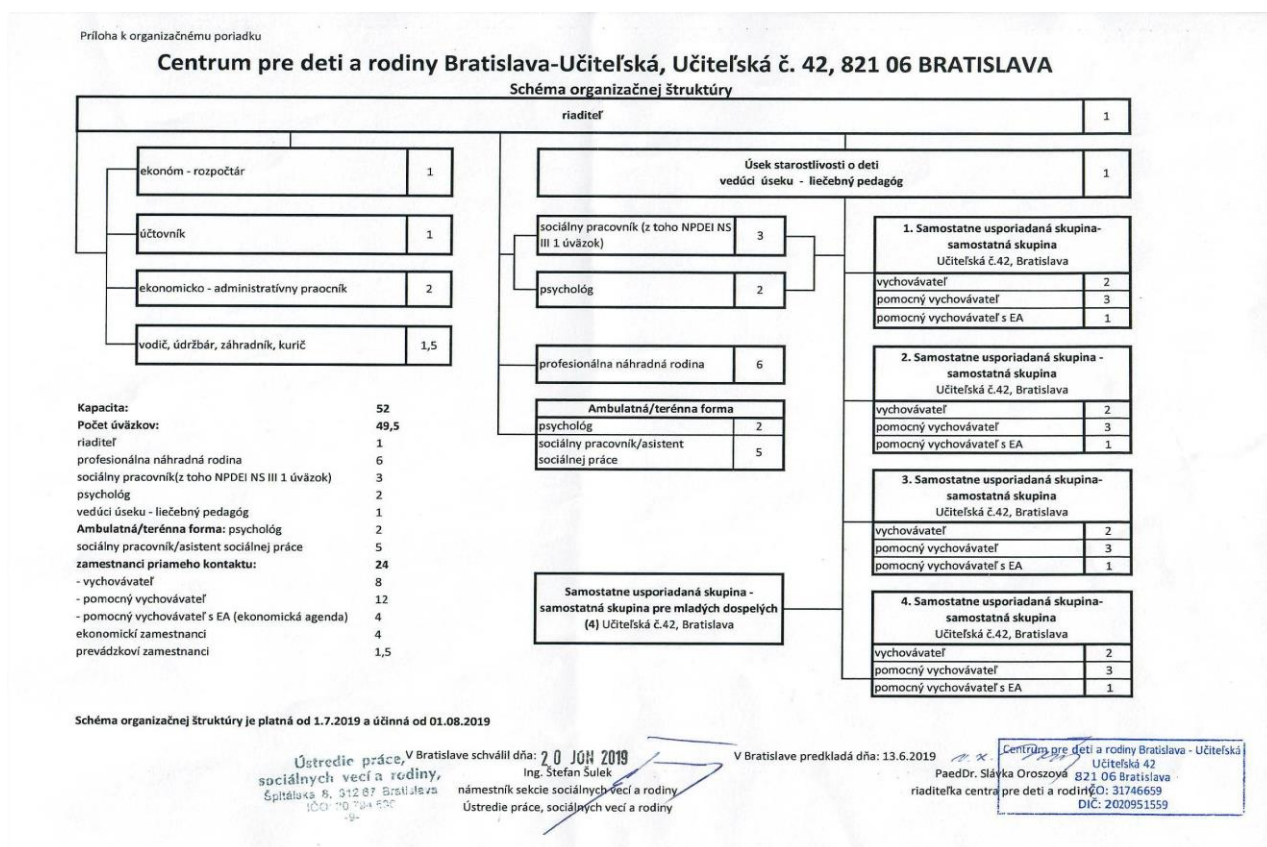 Príloha k organizačnému poriadku
Centrum pre deti a rodiny Bratislava-Učiteľská, Učiteľská č. 42, 821 06 BRATISLAVA
Schéma organizačnej štruktúry
riaditeľ 1
ekonóm - rozpočtár 1
účtovník 1
ekonomicko - administratívny praocník 2
vodič, údržbár, záhradník, kurič 1,5
Úsek starostlivosti o deti
vedúci úseku - liečebný pedagóg 1
sociálny pracovník (z toho NPDEI NS
III 1 úväzok) 3
psychológ 2
profesionálna náhradná rodina 6
Ambulatná/terénna forma
psychológ 2
sociálny pracovník/asistent
sociálnej práce 5
1. Samostatne usporiadaná skupina-
samostatná skupina
Učiteľská č.42, Bratislava
vychovávateľ 2
pomocný vychovávateľ 3
pomocný vychovávateľ s EA 1
2. Samostatne usporiadaná skupina -
samostatná skupina
Učiteľská č.42, Bratislava
vychovávateľ 2
pomocný vychovávateľ 3
pomocný vychovávateľ s EA 1
3. Samostatne usporiadaná skupina-
samostatná skupina
Učiteľská č.42, Bratislava
vychovávateľ 2
pomocný vychovávateľ 3
pomocný vychovávateľ s EA 1
4. Samostatne usporiadaná skupina-
samostatná skupina
Učiteľská č.42, Bratislava
vychovávateľ 2
pomocný vychovávateľ 3
pomocný vychovávateľ s EA 1
Samostatne usporiadaná skupina -
samostatná skupina pre mladých dospelých
(4) Učiteľská č.42, Bratislava
Kapacita: 52
Počet úväzkov: 49,5
riaditeľ 1
profesionálna náhradná rodina 6
sociálny pracovník(z toho NPDEI NS III 1 úväzok) 3
psychológ 2
vedúci úseku - liečebný pedagóg 1
Ambulatná/terénna forma: psychológ 2
sociálny pracovník/asistent sociálnej práce 5
zamestnanci priameho kontaktu: 24
- vychovávateľ 8
- pomocný vychovávateľ 12
- pomocný vychovávateľ s EA (ekonomická agenda) 4
ekonomickí zamestnanci 4
prevádzkoví zamestnanci 1,5
Schéma organizačnej štruktúry je platná od 1.7.2019 a účinná od 01.08.2019
Ústredie práce,
sociálnych vecí a rodiny,
Špitálska 8, 812 67 Bratislava
IČO:
-9-
V Bratislave schválil dňa: 20 JÚN 2019
Ing. Štefan Šulek
námestník sekcie sociálnych vecí a rodiny
Ústredie práce, sociálnych vecí a rodiny
V Bratislave predkladá dňa: 13.6.2019
PaedDr. Slávka Oroszová
riaditeľka centra pre deti a rodiny
Centrum pre deti a rodiny Bratislava - Učiteľská
Učiteľská 42
821 06 Bratislava
IČO: 31746659
DIČ: 2020951559